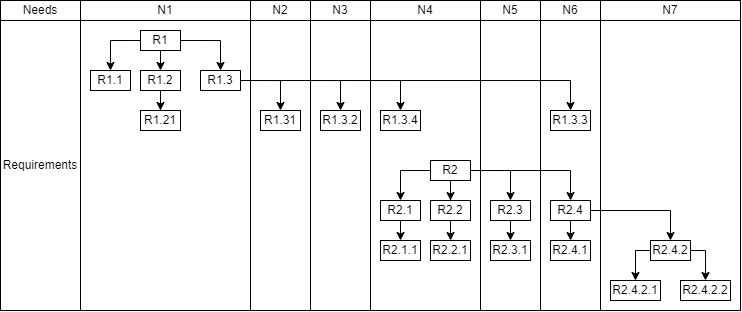 Needs N1 N2 N3 N4 N5 N6 N7
R1
R1.1 R1.2 R1.3
R1.21 R1.31 R1.3.2 R1.3.4 R1.3.3
Requirements
R2
R2.1 R2.2 R2.3 R2.4
R2.1.1 R2.2.1 R2.3.1 R2.4.1 R2.4.2
R2.4.2.1 R2.4.2.2